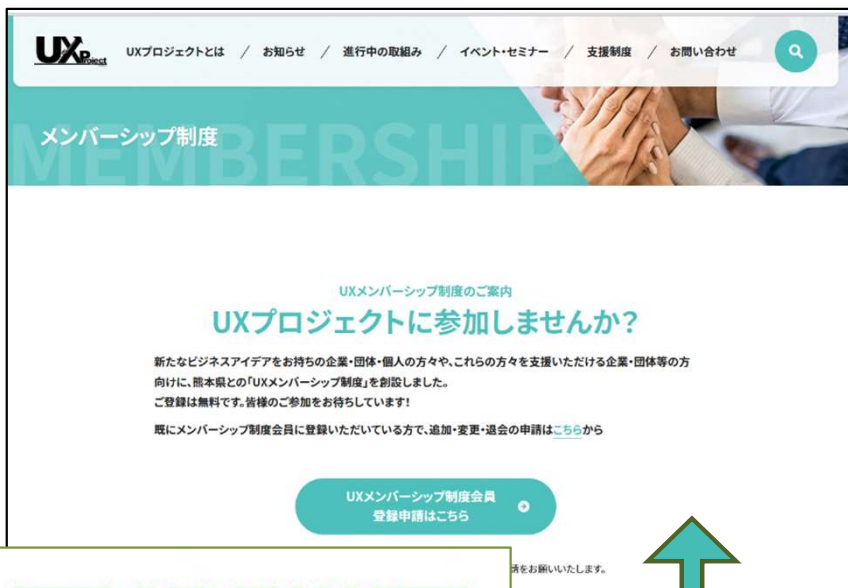 UX Project
UXプロジェクトとは / お知らせ / 進行中の取組み / イベント・セミナー / 支援制度 / お問い合わせ
MEMBERSHIP
メンバーシップ制度
UXメンバーシップ制度のご案内
UXプロジェクトに参加しませんか?
新たなビジネスアイデアをお持ちの企業・団体・個人の方々や、これらの方々を支援いただける企業・団体等の方
向けに、熊本県との「UXメンバーシップ制度」を創設しました。
ご登録は無料です。皆様のご参加をお待ちしています!
既にメンバーシップ制度会員に登録いただいている方で、追加・変更・退会の申請はこちらから
UXメンバーシップ制度会員
登録申請はこちら
をお願いいたします。